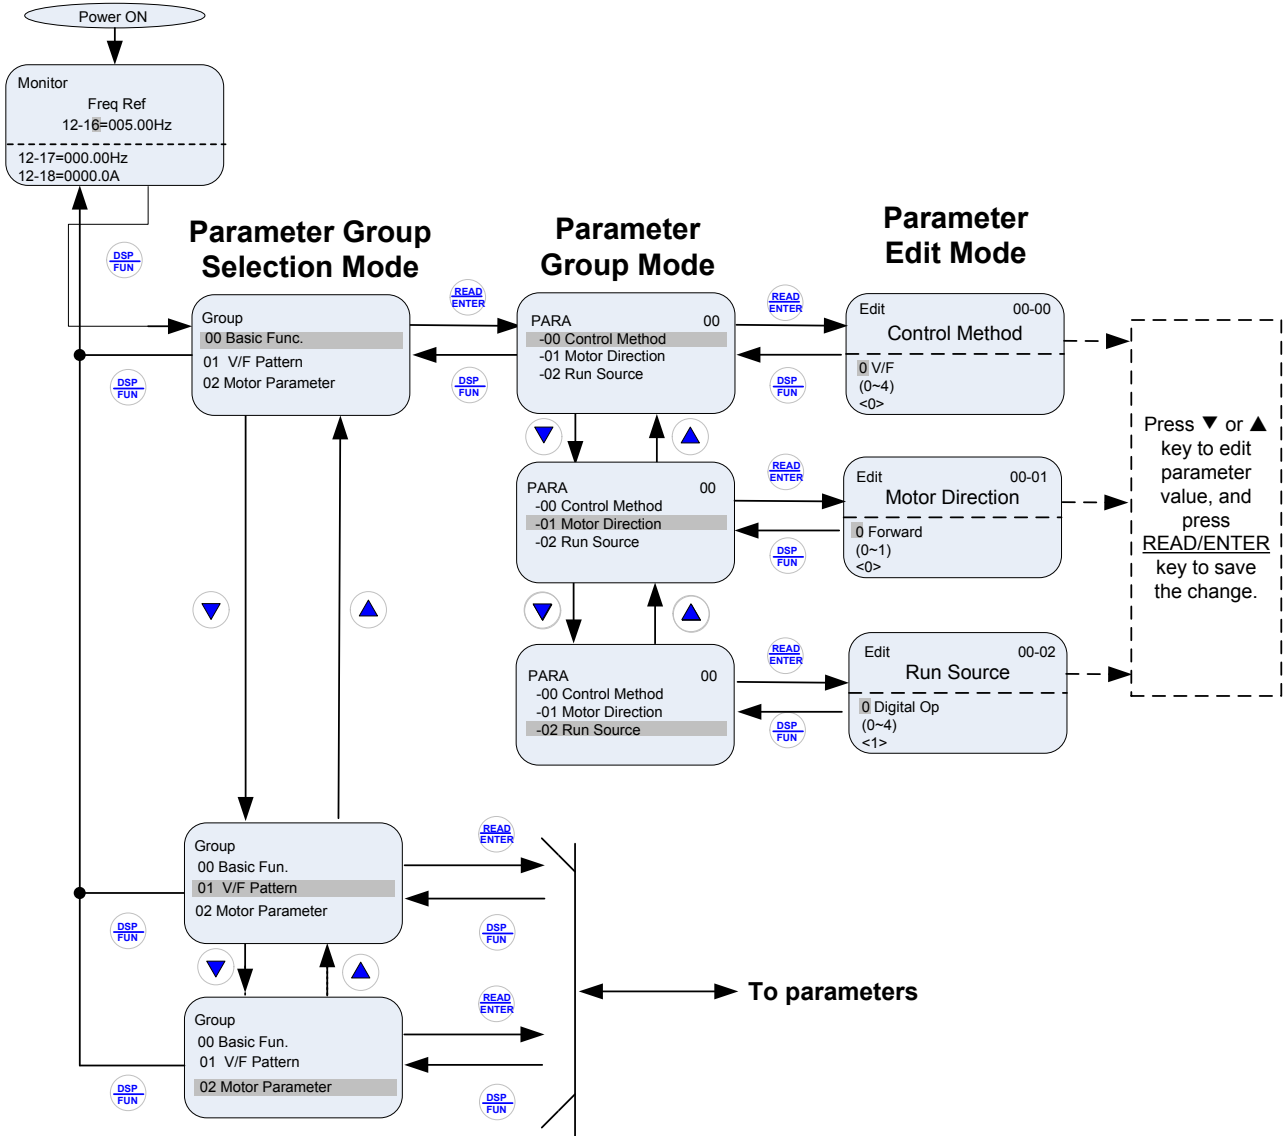 Power ON
Monitor
Freq Ref
12-16=005.00Hz
12-17=000.00Hz
12-18=0000.0A
DSP
FUN
Parameter Group
Selection Mode
Parameter
Group Mode
Parameter
Edit Mode
Group
00 Basic Func.
01 V/F Pattern
02 Motor Parameter
DSP
FUN
READ
ENTER
DSP
FUN
PARA 00
-00 Control Method
-01 Motor Direction
-02 Run Source
READ
ENTER
DSP
FUN
Edit 00-00
Control Method
0 V/F
(0~4)
<0>
▼
▲
PARA 00
-00 Control Method
-01 Motor Direction
-02 Run Source
READ
ENTER
DSP
FUN
Edit 00-01
Motor Direction
0 Forward
(0~1)
<0>
▼
▲
▼
▲
PARA 00
-00 Control Method
-01 Motor Direction
-02 Run Source
READ
ENTER
DSP
FUN
Edit 00-02
Run Source
0 Digital Op
(0~4)
<1>
Press ▼ or ▲
key to edit
parameter
value, and
press
READ/ENTER
key to save
the change.
Group
00 Basic Fun.
01 V/F Pattern
02 Motor Parameter
DSP
FUN
READ
ENTER
DSP
FUN
▼
▲
Group
00 Basic Fun.
01 V/F Pattern
02 Motor Parameter
DSP
FUN
READ
ENTER
DSP
FUN
To parameters